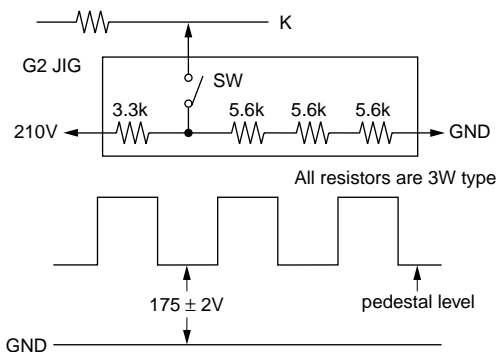 K
G2 JIG
SW
3.3k 5.6k 5.6k 5.6k
210V GND
All resistors are 3W type
175 ± 2V pedestal level
GND